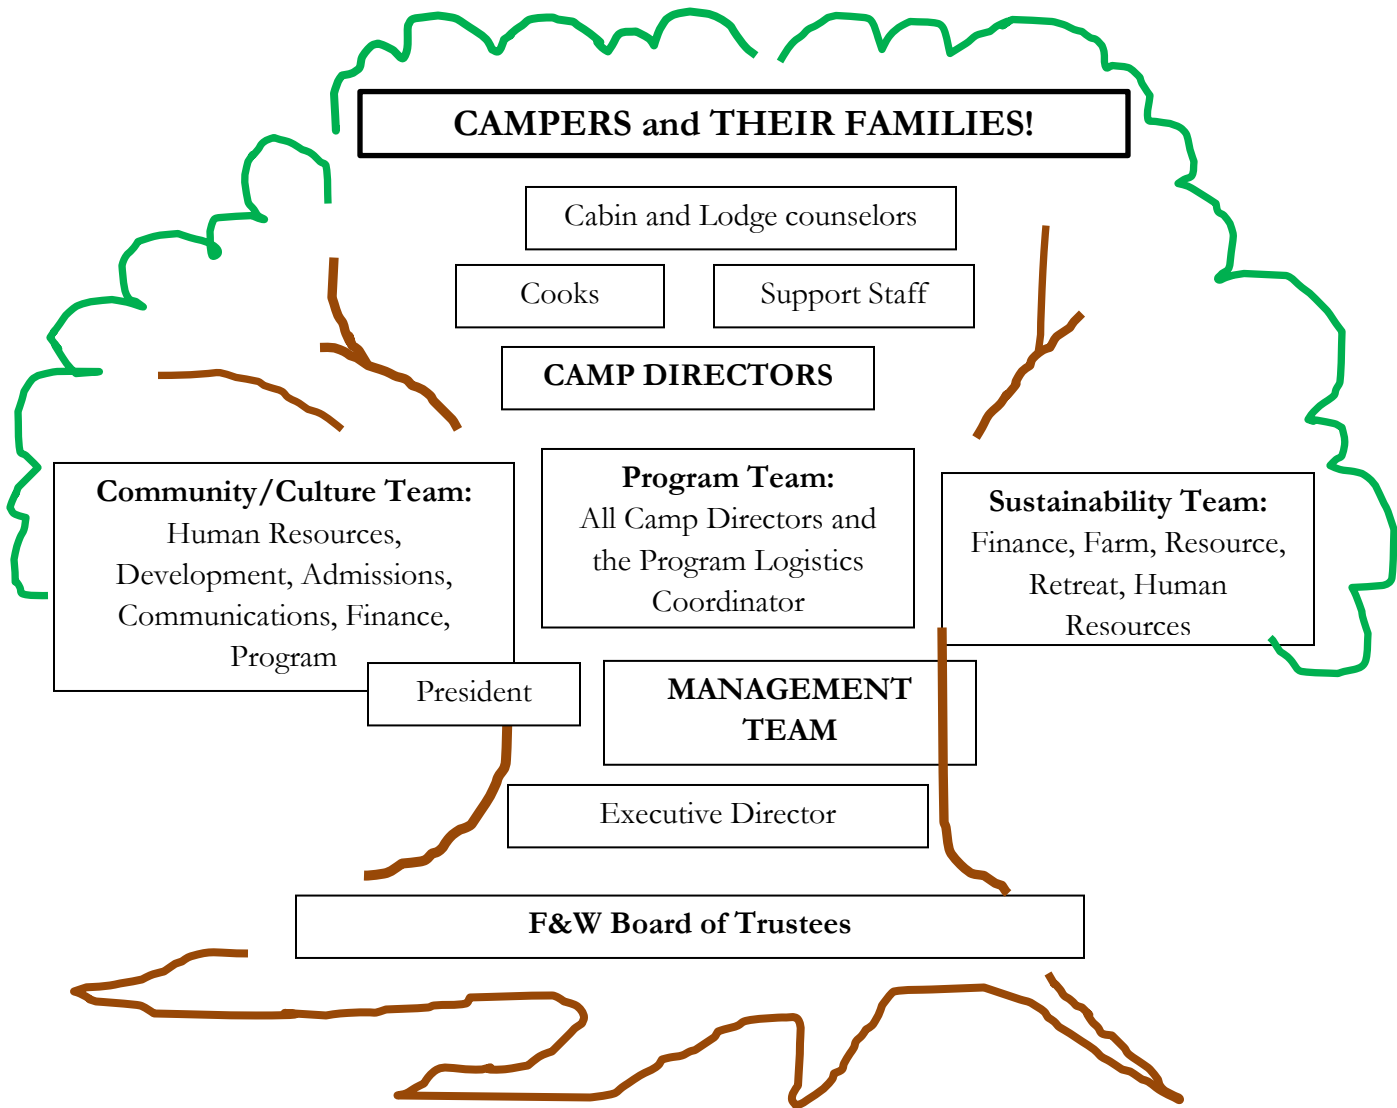 CAMPERS and THEIR FAMILIES!
Cabin and Lodge counselors
Cooks
Support Staff
CAMP DIRECTORS
Community/Culture Team:
Human Resources,
Development, Admissions,
Communications, Finance,
Program
Program Team:
All Camp Directors and
the Program Logistics
Coordinator
Sustainability Team:
Finance, Farm, Resource,
Retreat, Human
Resources
President
MANAGEMENT
TEAM
Executive Director
F&W Board of Trustees